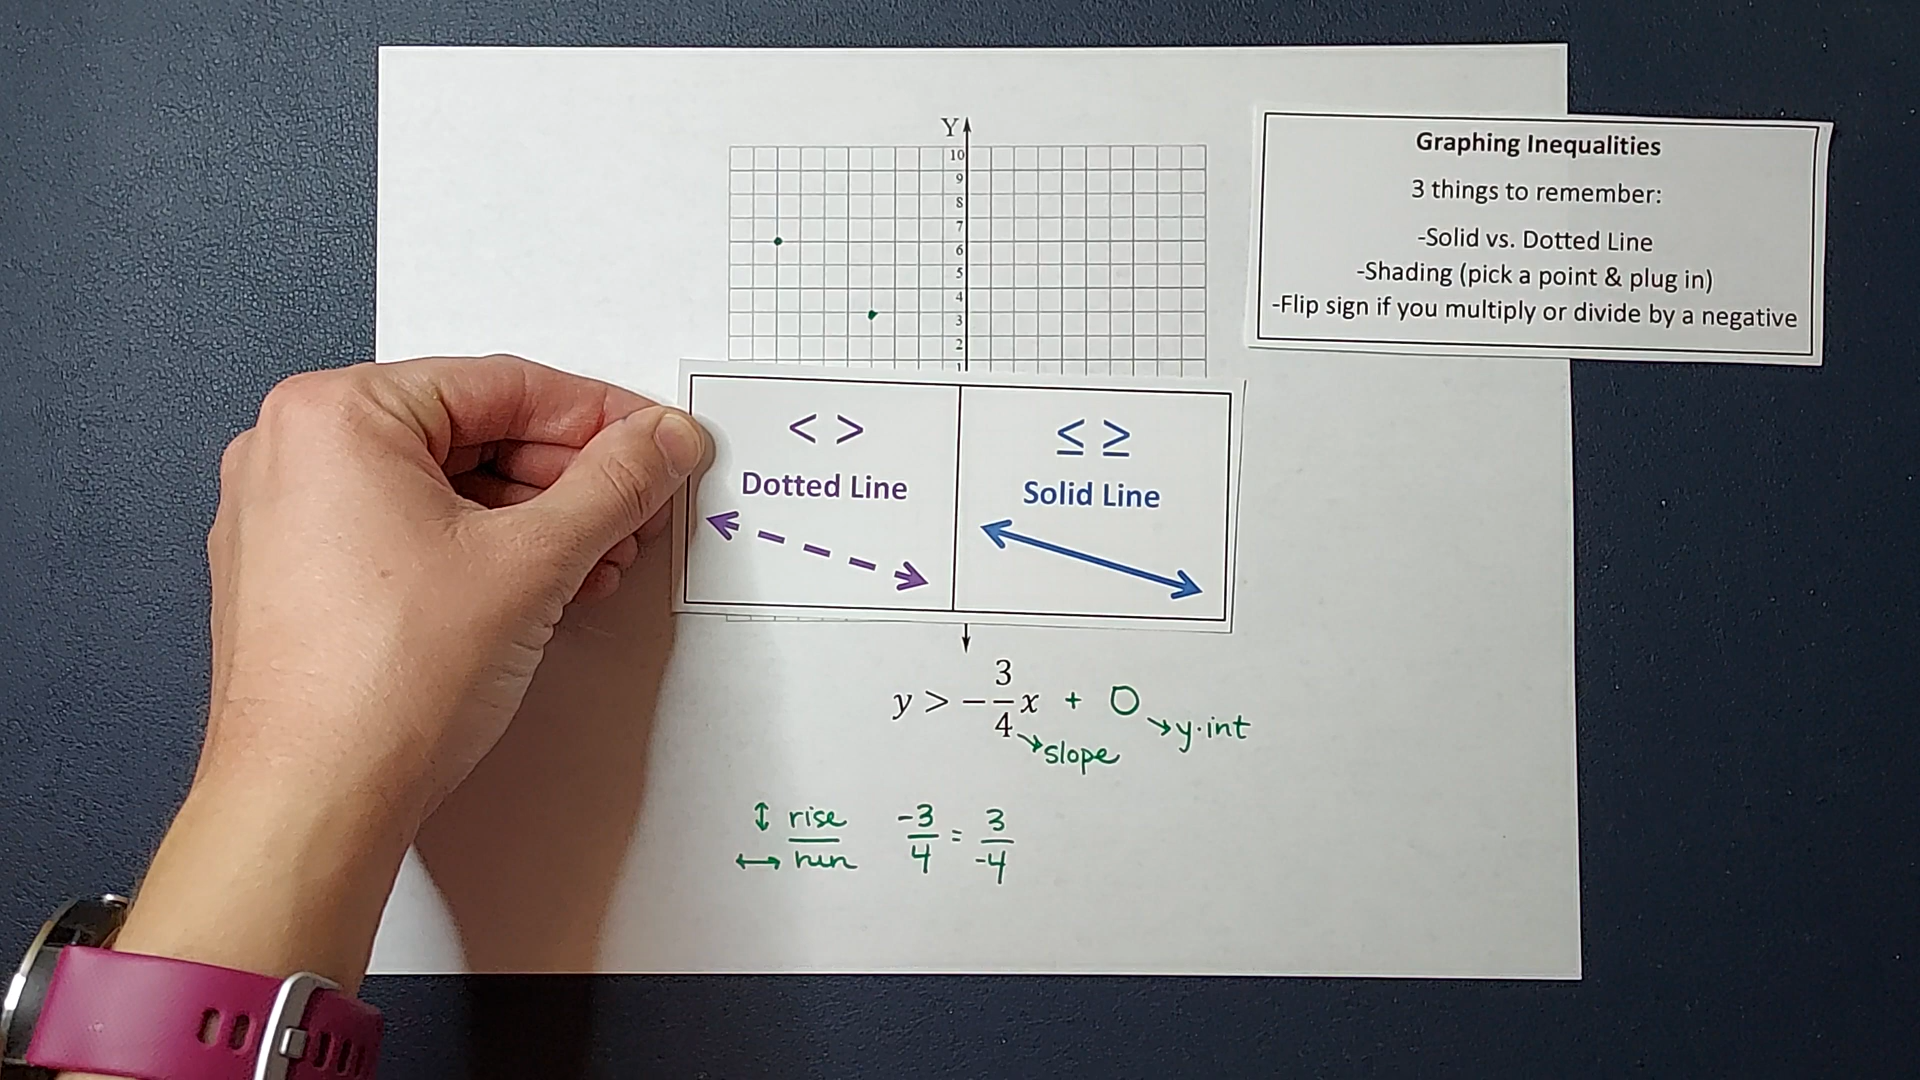 Y
10
9
8
7
6
5
4
3
2
1
Graphing Inequalities
3 things to remember:
-Solid vs. Dotted Line
-Shading (pick a point & plug in)
-Flip sign if you multiply or divide by a negative
< >
Dotted Line
≤ ≥
Solid Line
y > -3/4 x + 0
→ y-int
→ slope
↕ rise
↔ run
-3/4 = 3/-4